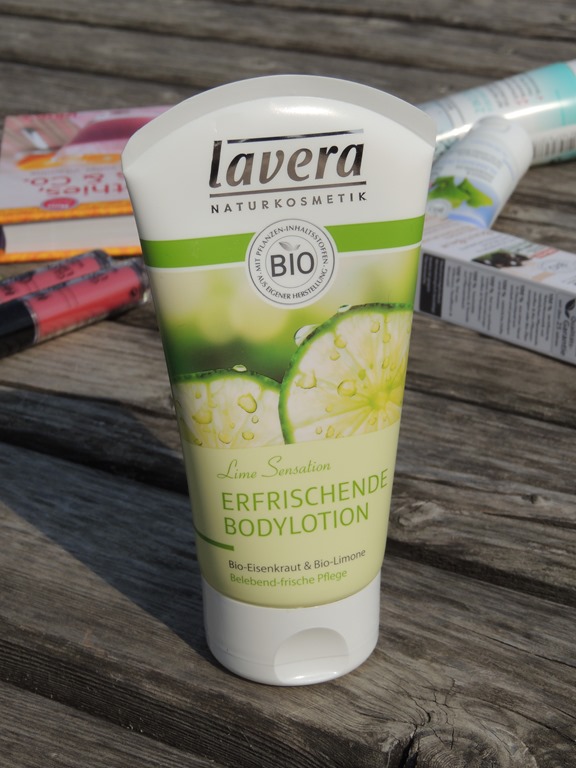 lavera
NATURKOSMETIK
MIT PFLANZEN-INHALTSSTOFFEN
BIO
AUS EIGENER HERSTELLUNG
Lime Sensation
ERFRISCHENDE
BODYLOTION
Bio-Eisenkraut & Bio-Limone
Belebend-frische Pflege
& Co.